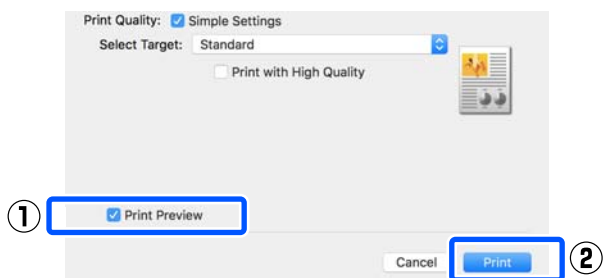 Print Quality: Simple Settings
Select Target: Standard
Print with High Quality
① Print Preview
Cancel Print ②